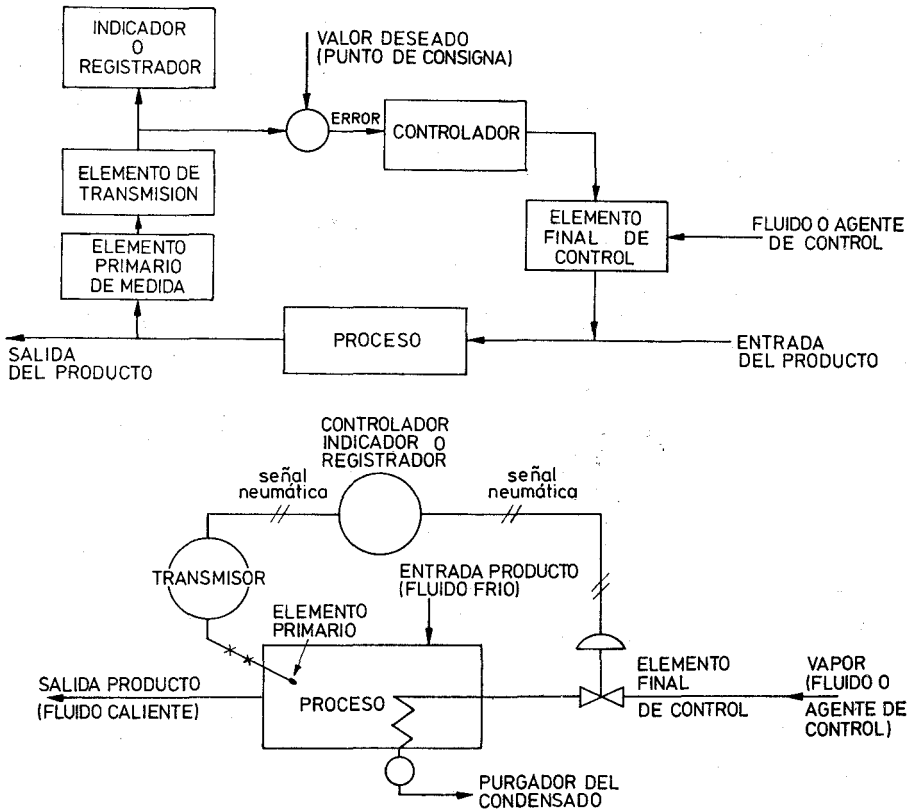 INDICADOR
O
REGISTRADOR
VALOR DESEADO
(PUNTO DE CONSIGNA)
ERROR
CONTROLADOR
ELEMENTO DE
TRANSMISION
ELEMENTO
PRIMARIO
DE MEDIDA
ELEMENTO
FINAL DE
CONTROL
FLUIDO O AGENTE
DE CONTROL
PROCESO
SALIDA
DEL PRODUCTO
ENTRADA
DEL PRODUCTO
CONTROLADOR
INDICADOR O
REGISTRADOR
señal
neumática
señal
neumática
TRANSMISOR
ENTRADA PRODUCTO
(FLUIDO FRIO)
ELEMENTO
PRIMARIO
SALIDA PRODUCTO
(FLUIDO CALIENTE)
PROCESO
ELEMENTO
FINAL
DE CONTROL
VAPOR
(FLUIDO O
AGENTE DE
CONTROL)
PURGADOR DEL
CONDENSADO